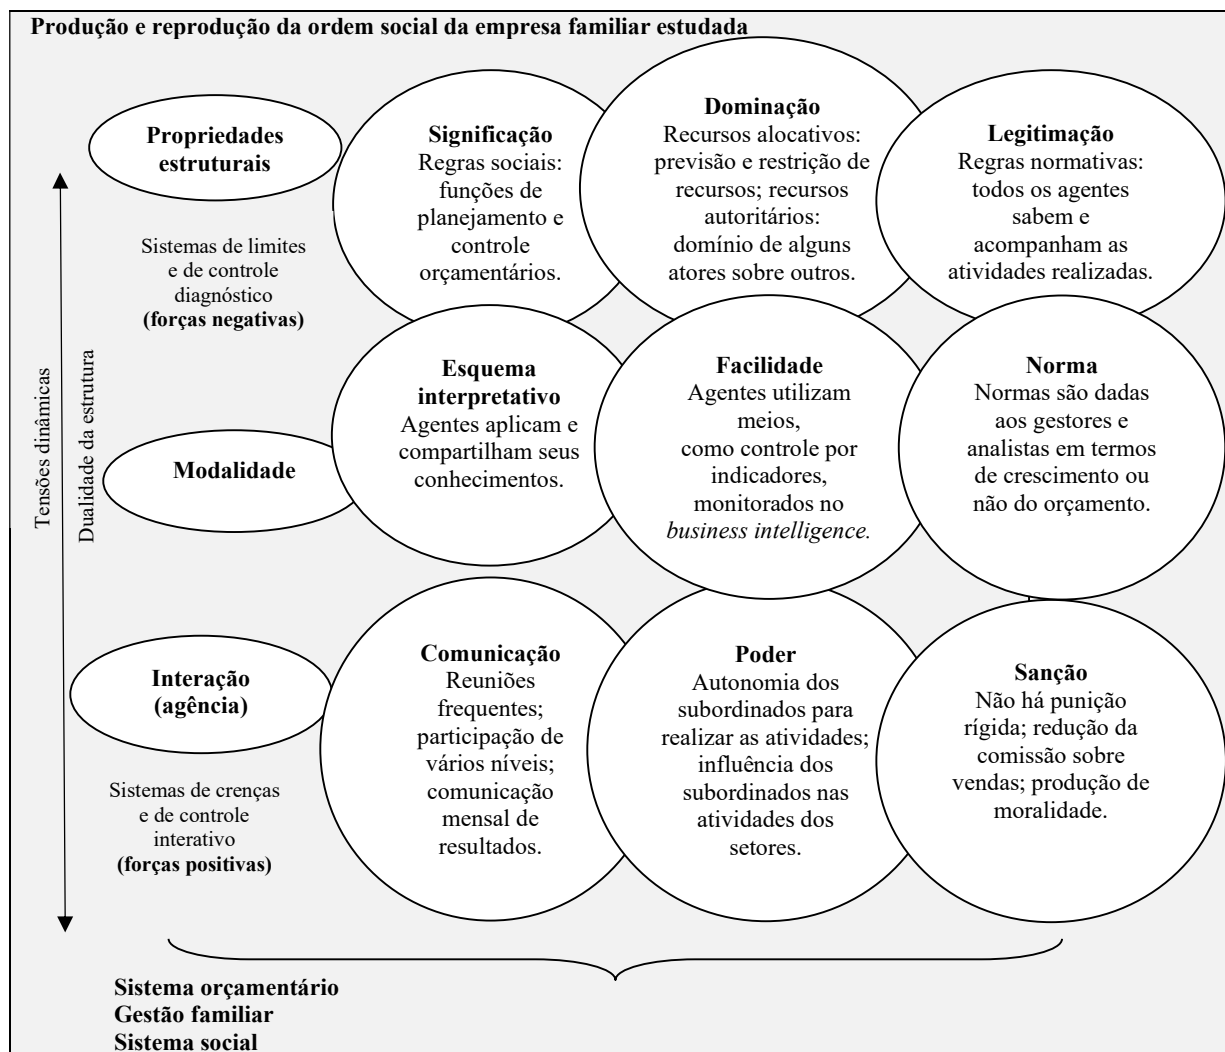 Produção e reprodução da ordem social da empresa familiar estudada
Propriedades
estruturais
Significação
Regras sociais:
funções de
planejamento e
controle
orçamentários.
Dominação
Recursos alocativos:
previsão e restrição de
recursos; recursos
autoritários:
domínio de alguns
atores sobre outros.
Legitimação
Regras normativas:
todos os agentes
sabem e
acompanham as
atividades realizadas.
Sistemas de limites
e de controle
diagnóstico
(forças negativas)
Tensões dinâmicas
Dualidade da estrutura
Modalidade
Esquema
interpretativo
Agentes aplicam e
compartilham seus
conhecimentos.
Facilidade
Agentes utilizam
meios,
como controle por
indicadores,
monitorados no
business intelligence.
Norma
Normas são dadas
aos gestores e
analistas em termos
de crescimento ou
não do orçamento.
Interação
(agência)
Comunicação
Reuniões
frequentes;
participação de
vários níveis;
comunicação
mensal de
resultados.
Poder
Autonomia dos
subordinados para
realizar as atividades;
influência dos
subordinados nas
atividades dos
setores.
Sanção
Não há punição
rígida; redução da
comissão sobre
vendas; produção de
moralidade.
Sistemas de crenças
e de controle
interativo
(forças positivas)
Sistema orçamentário
Gestão familiar
Sistema social